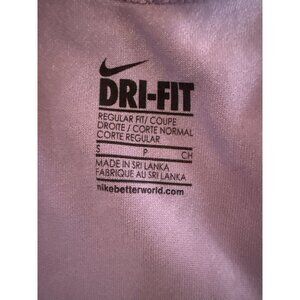 DRI-FIT
REGULAR FIT / COUPE
DROITE / CORTE NORMAL
CORTE REGULAR
S P CH
MADE IN SRI LANKA
FABRIQUE AU SRI LANKA
nikebetterworld.com